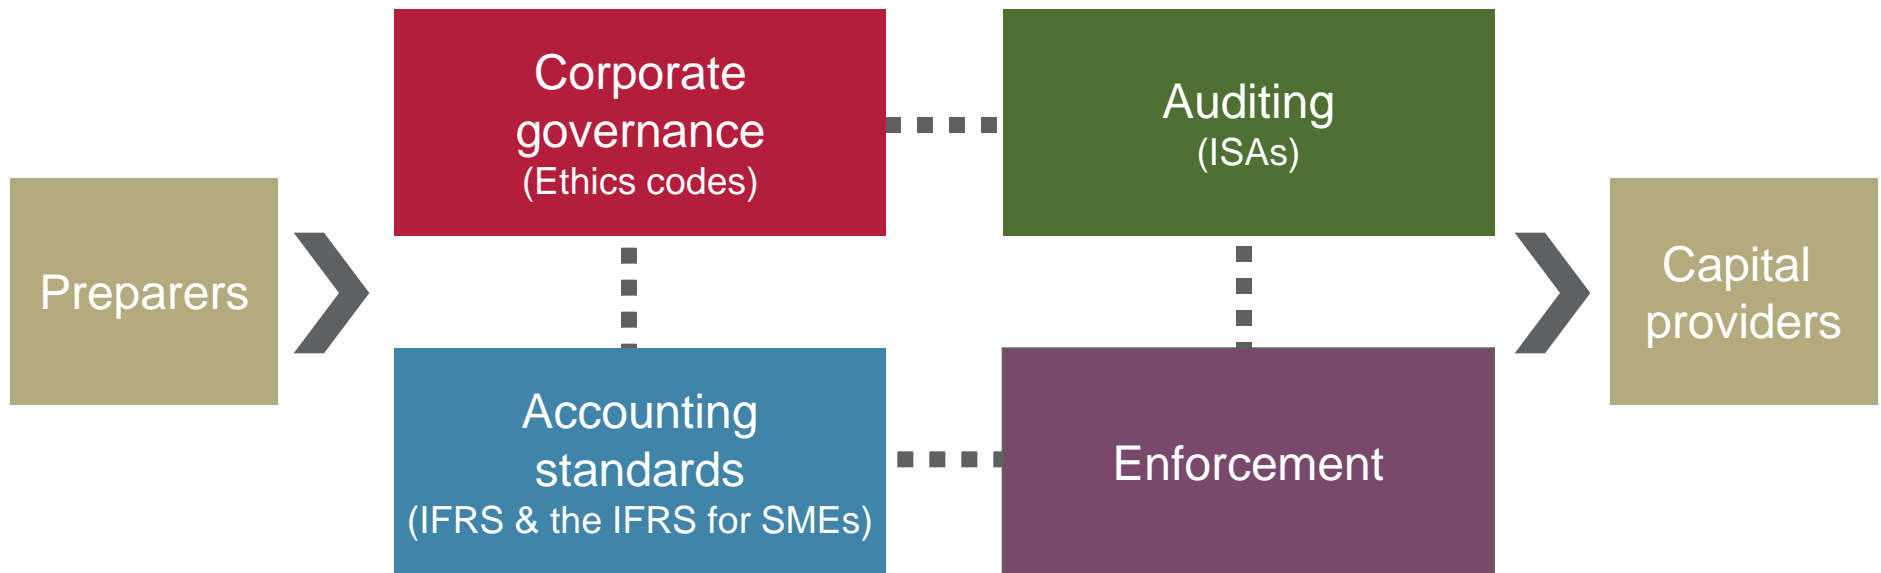 Preparers
Corporate
governance
(Ethics codes)
Auditing
(ISAs)
Accounting
standards
(IFRS & the IFRS for SMEs)
Enforcement
Capital
providers